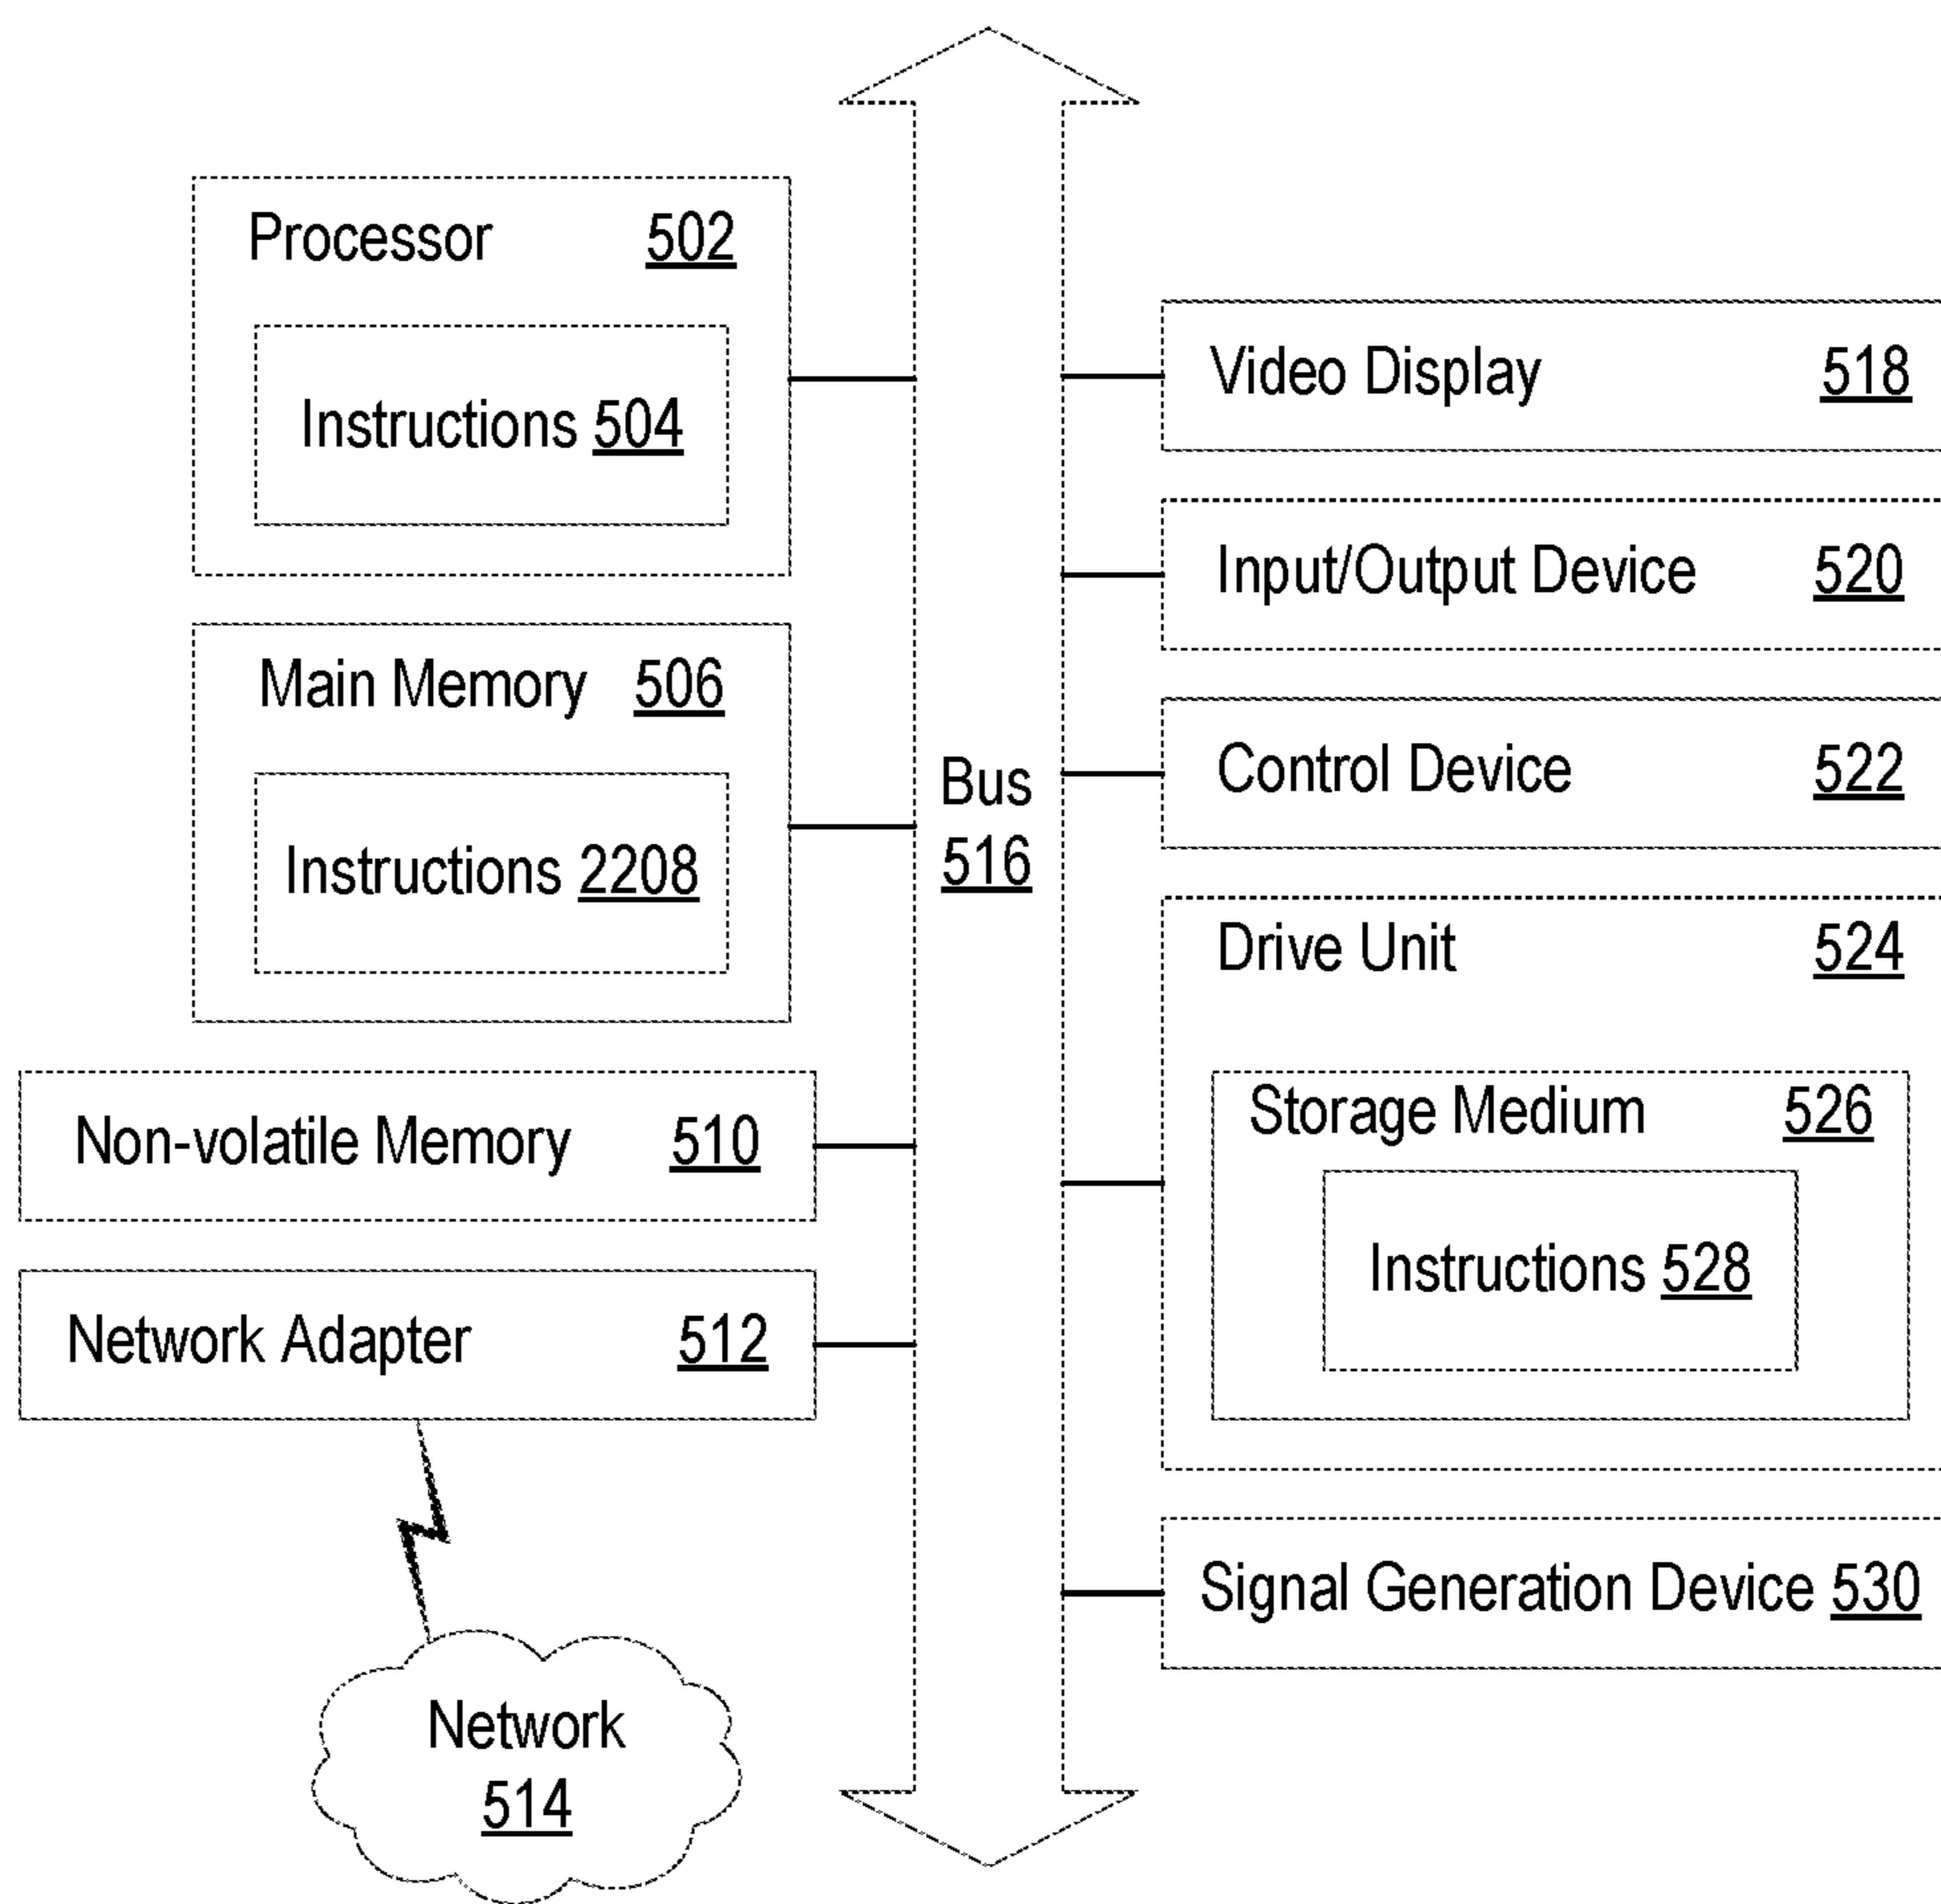 Processor 502
Instructions 504
Main Memory 506
Instructions 2208
Non-volatile Memory 510
Network Adapter 512
Network
514
Bus
516
Video Display 518
Input/Output Device 520
Control Device 522
Drive Unit 524
Storage Medium 526
Instructions 528
Signal Generation Device 530